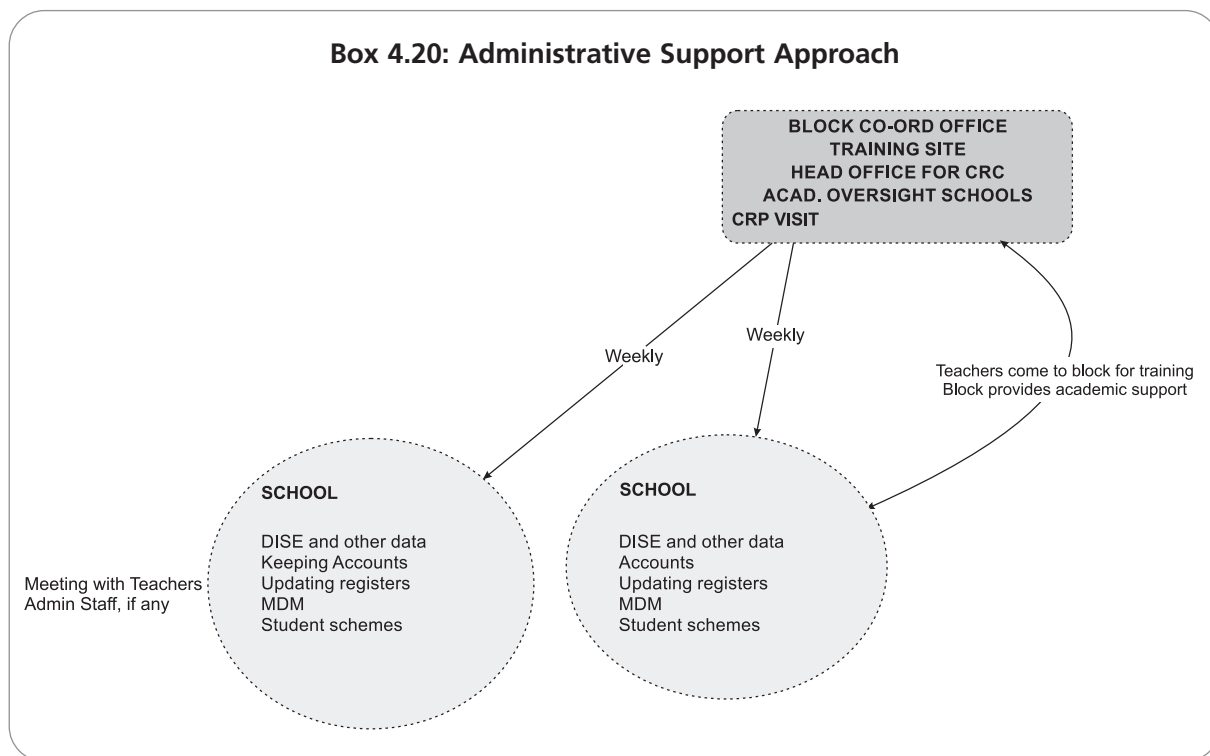 Box 4.20: Administrative Support Approach
BLOCK CO-ORD OFFICE
TRAINING SITE
HEAD OFFICE FOR CRC
ACAD. OVERSIGHT SCHOOLS
CRP VISIT
Weekly
Weekly
Teachers come to block for training
Block provides academic support
Meeting with Teachers
Admin Staff, if any
SCHOOL
DISE and other data
Keeping Accounts
Updating registers
MDM
Student schemes
SCHOOL
DISE and other data
Accounts
Updating registers
MDM
Student schemes